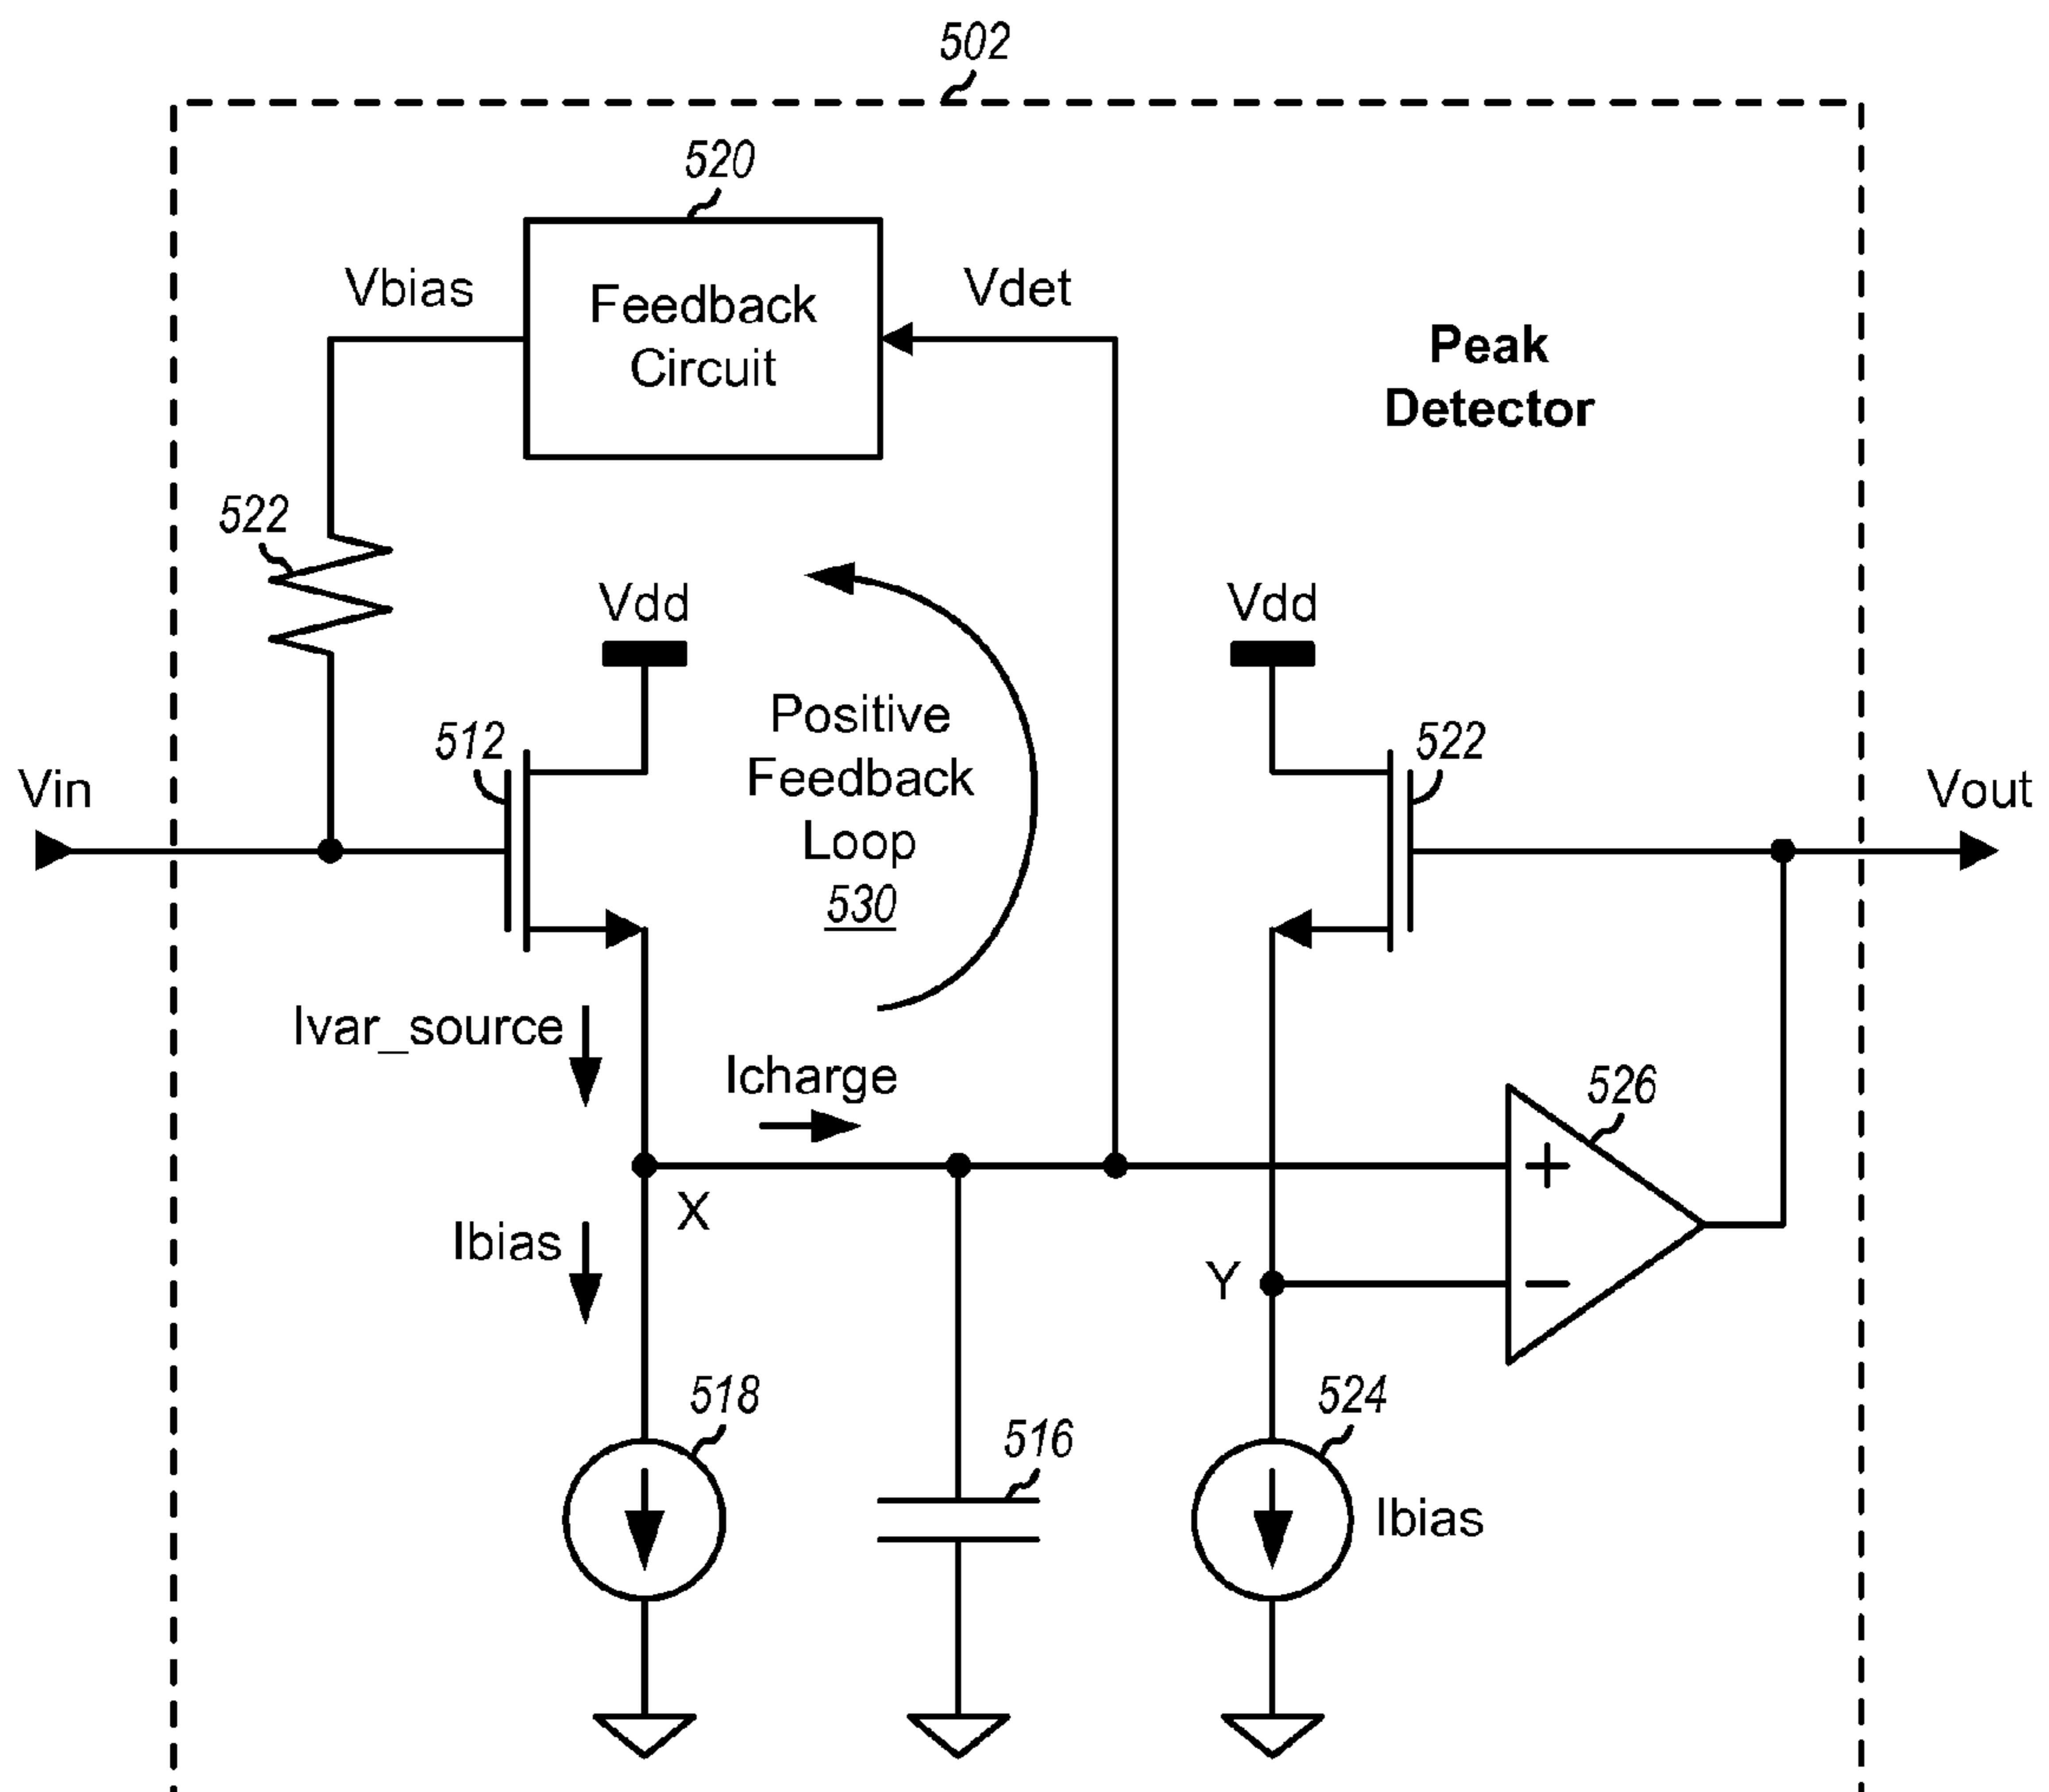 502
520
Vbias
Feedback
Circuit
Vdet
Peak
Detector
522
Vdd
Vdd
512
Positive
Feedback
Loop
530
522
Vin
Vout
Ivar_source
Icharge
526
+
X
Ibias
Y
−
518
516
524
Ibias